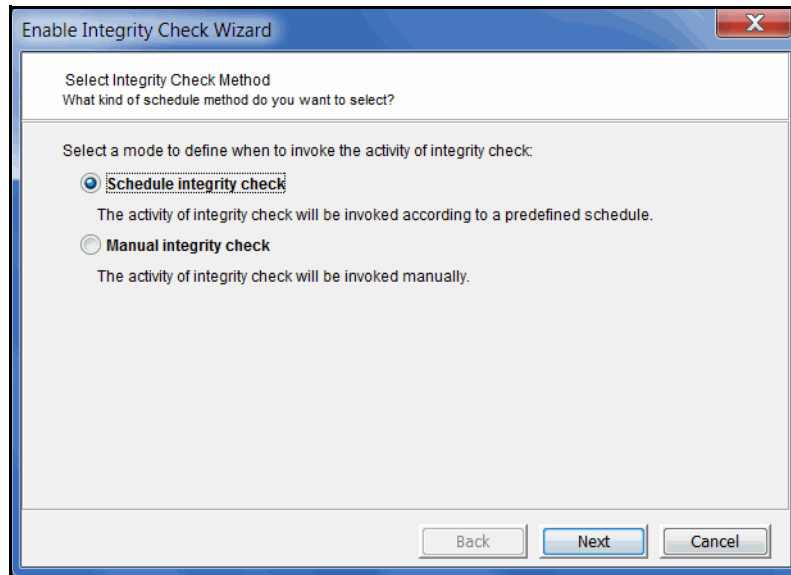 Enable Integrity Check Wizard
Select Integrity Check Method
What kind of schedule method do you want to select?
Select a mode to define when to invoke the activity of integrity check:
Schedule integrity check
The activity of integrity check will be invoked according to a predefined schedule.
Manual integrity check
The activity of integrity check will be invoked manually.
Back Next Cancel